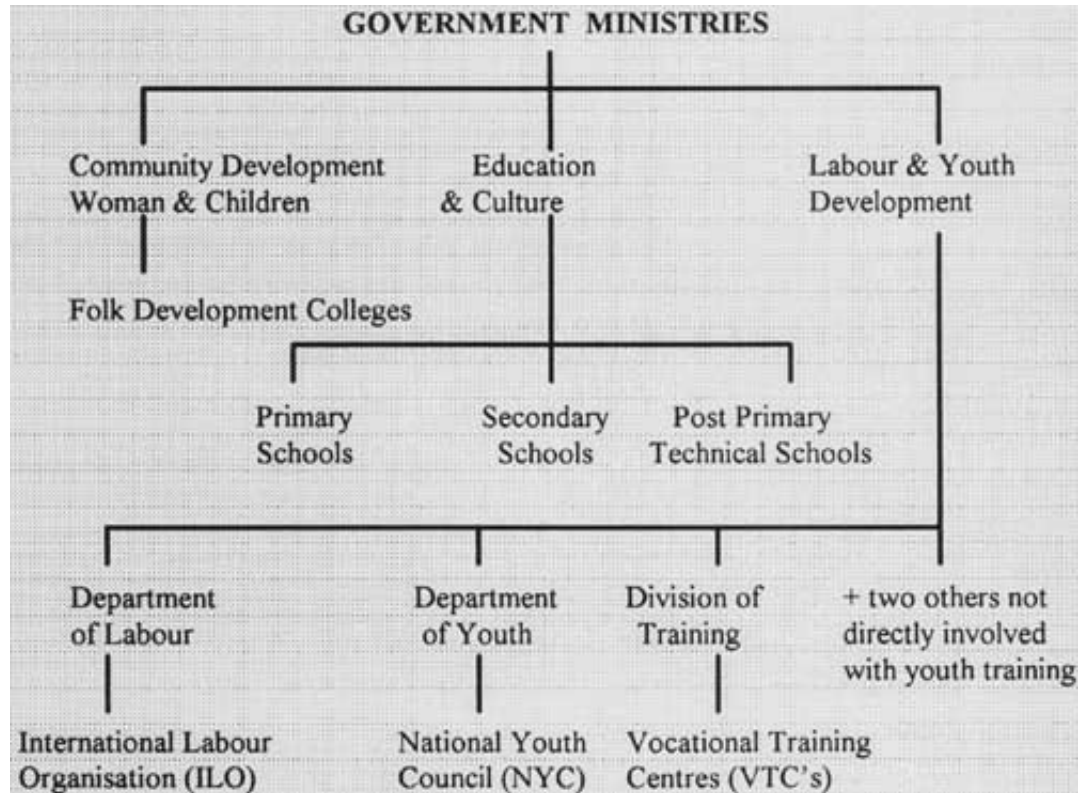 GOVERNMENT MINISTRIES
Community Development
Woman & Children
Education
& Culture
Labour & Youth
Development
Folk Development Colleges
Primary
Schools
Secondary
Schools
Post Primary
Technical Schools
Department
of Labour
Department
of Youth
Division of
Training
+ two others not
directly involved
with youth training
International Labour
Organisation (ILO)
National Youth
Council (NYC)
Vocational Training
Centres (VTC's)